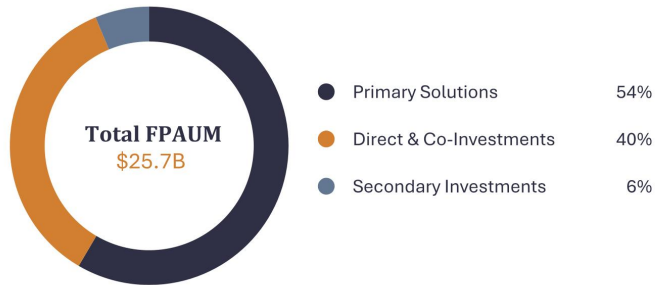 Total FPAUM
$25.7B
Primary Solutions 54%
Direct & Co-Investments 40%
Secondary Investments 6%